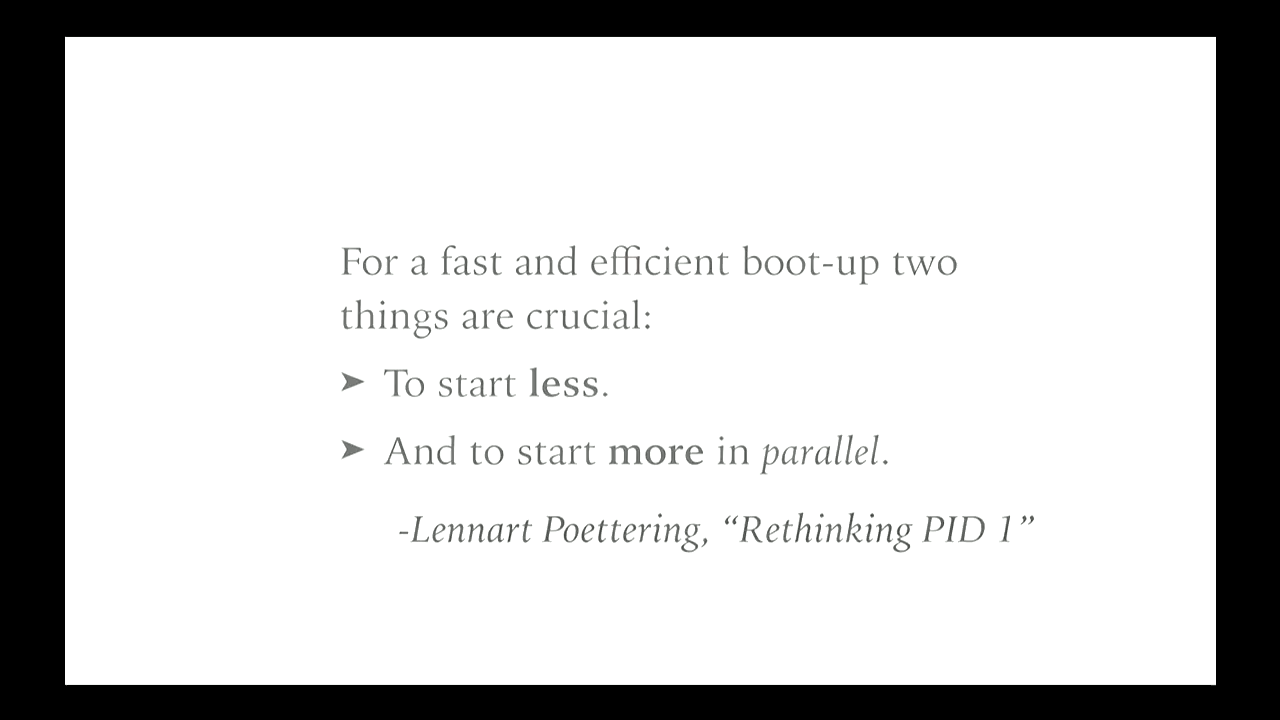 For a fast and efficient boot-up two
things are crucial:
➤ To start less.
➤ And to start more in parallel.
-Lennart Poettering, “Rethinking PID 1”